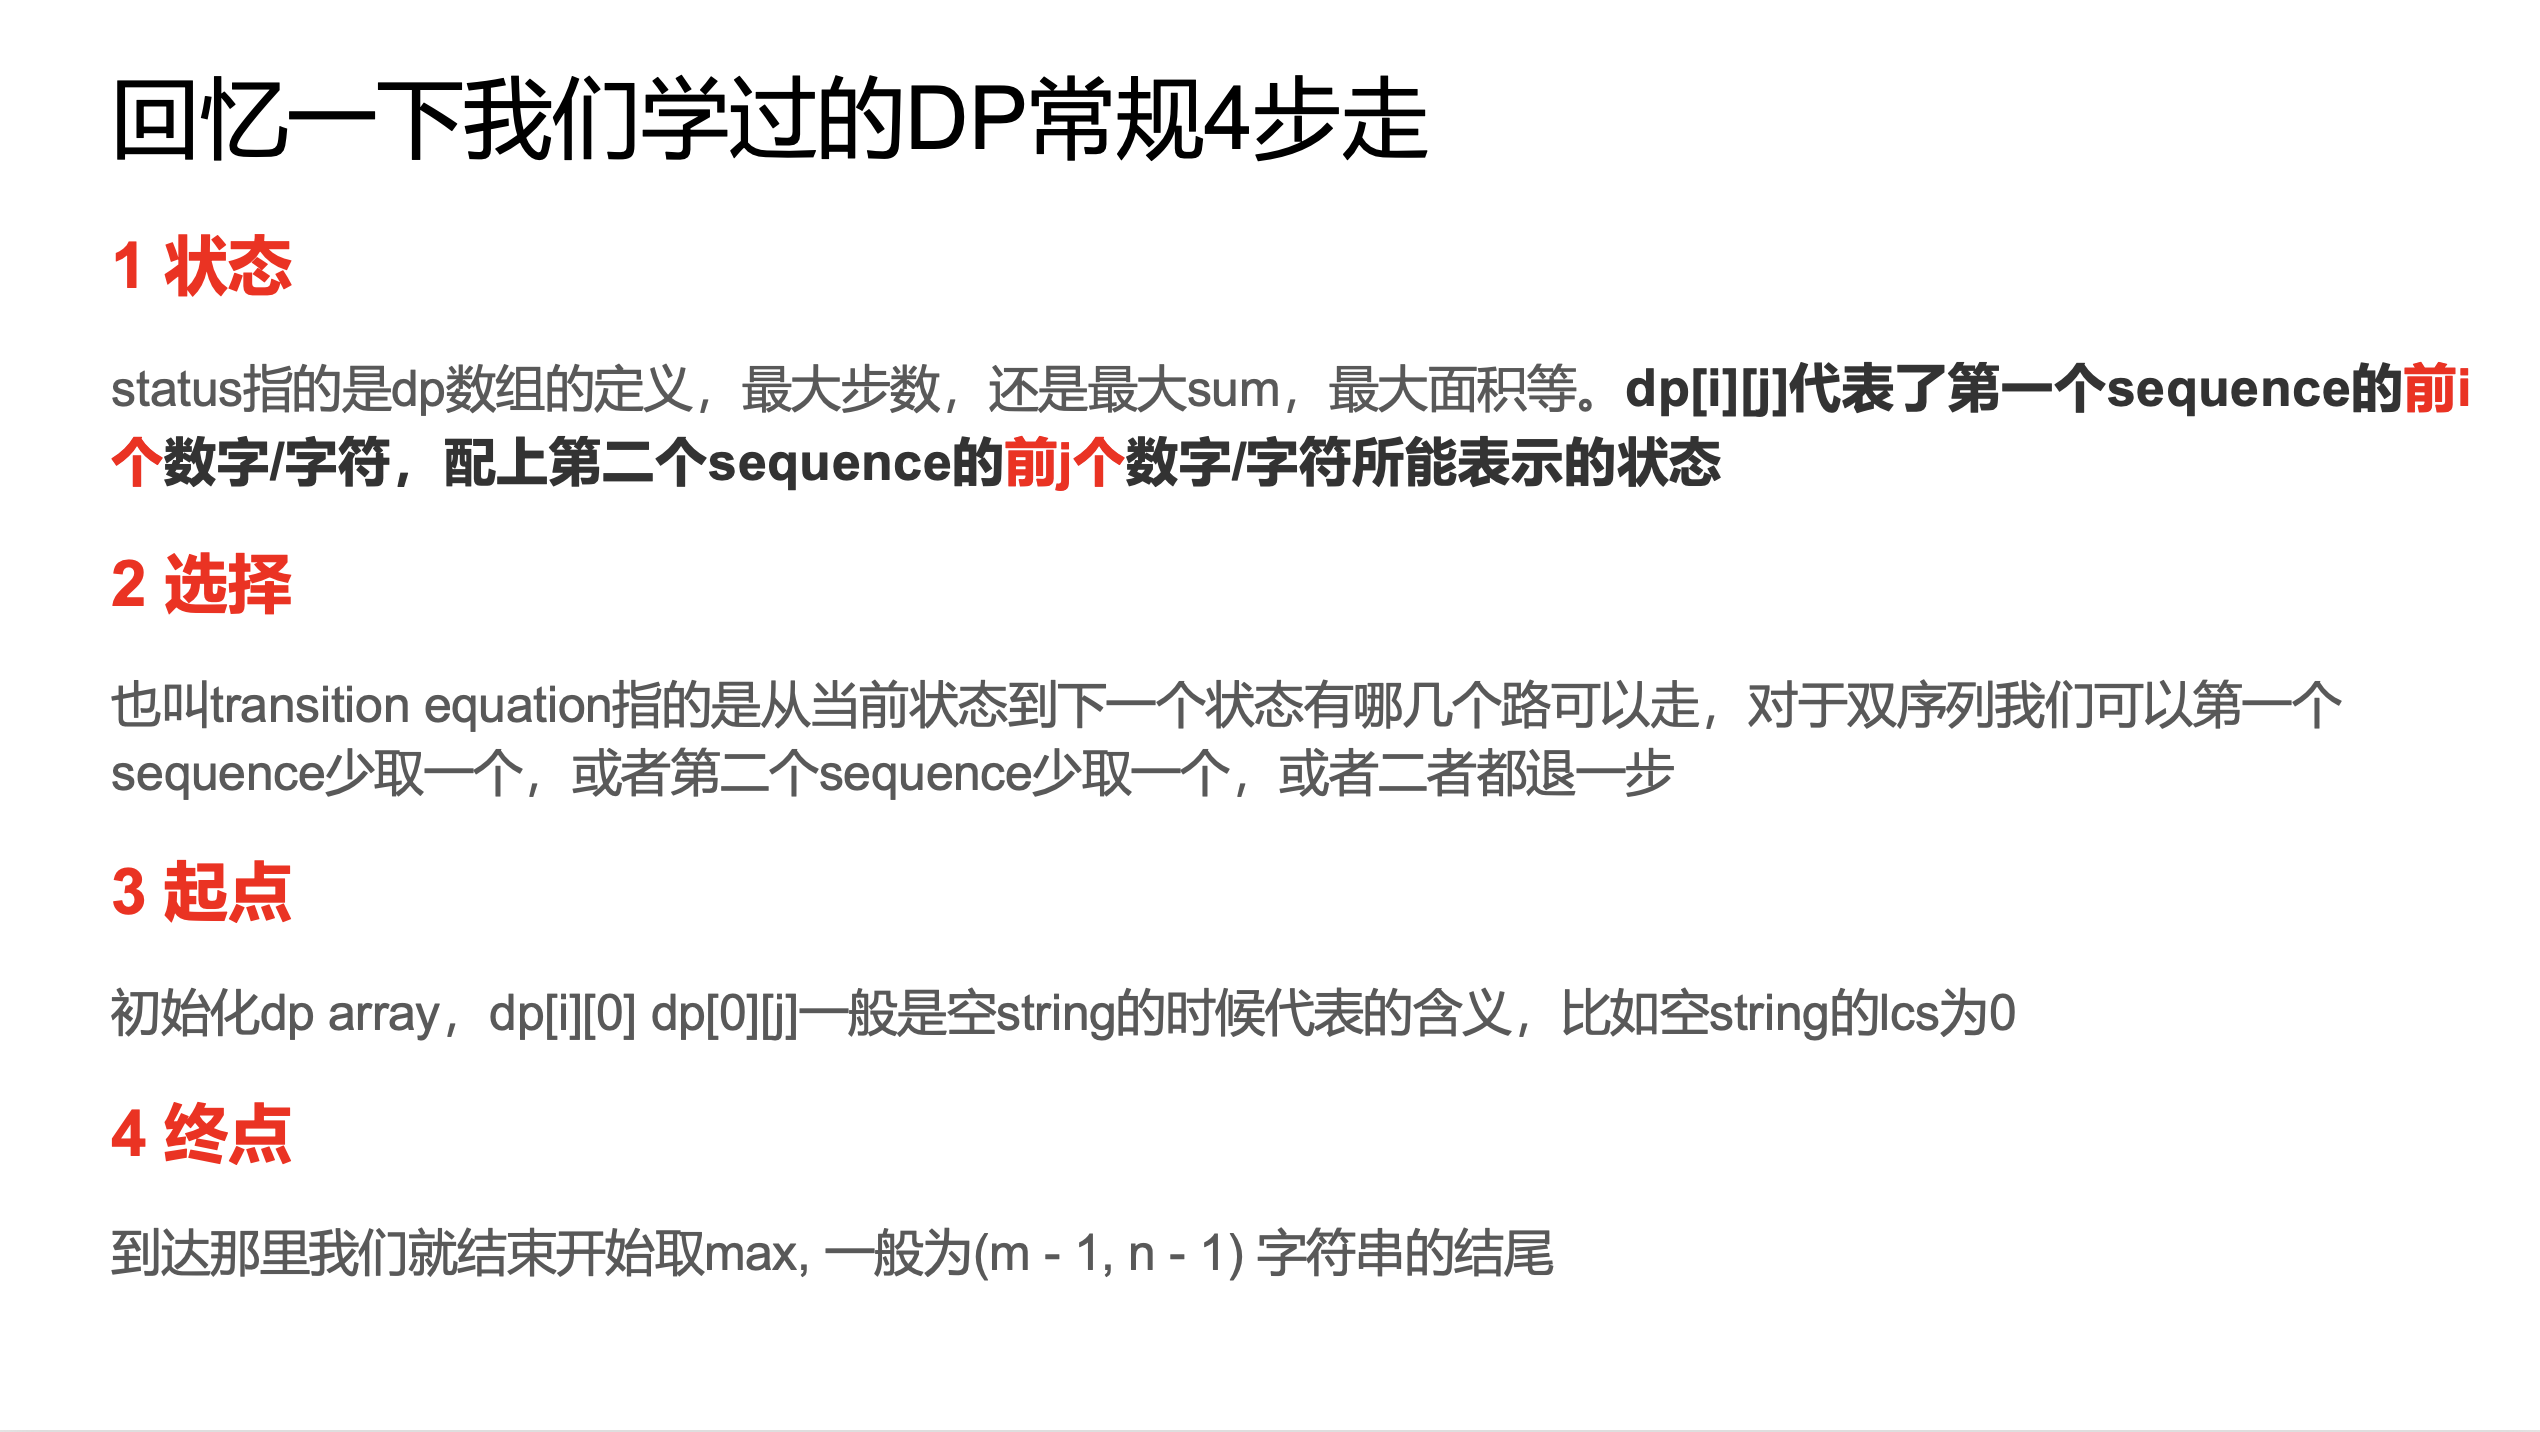 回忆一下我们学过的DP常规4步走
1 状态
status指的是dp数组的定义，最大步数，还是最大sum，最大面积等。dp[i][j]代表了第一个sequence的前i
个数字/字符，配上第二个sequence的前j个数字/字符所能表示的状态
2 选择
也叫transition equation指的是从当前状态到下一个状态有哪几个路可以走，对于双序列我们可以第一个
sequence少取一个，或者第二个sequence少取一个，或者二者都退一步
3 起点
初始化dp array，dp[i][0] dp[0][j]一般是空string的时候代表的含义，比如空string的lcs为0
4 终点
到达那里我们就结束开始取max, 一般为(m - 1, n - 1) 字符串的结尾